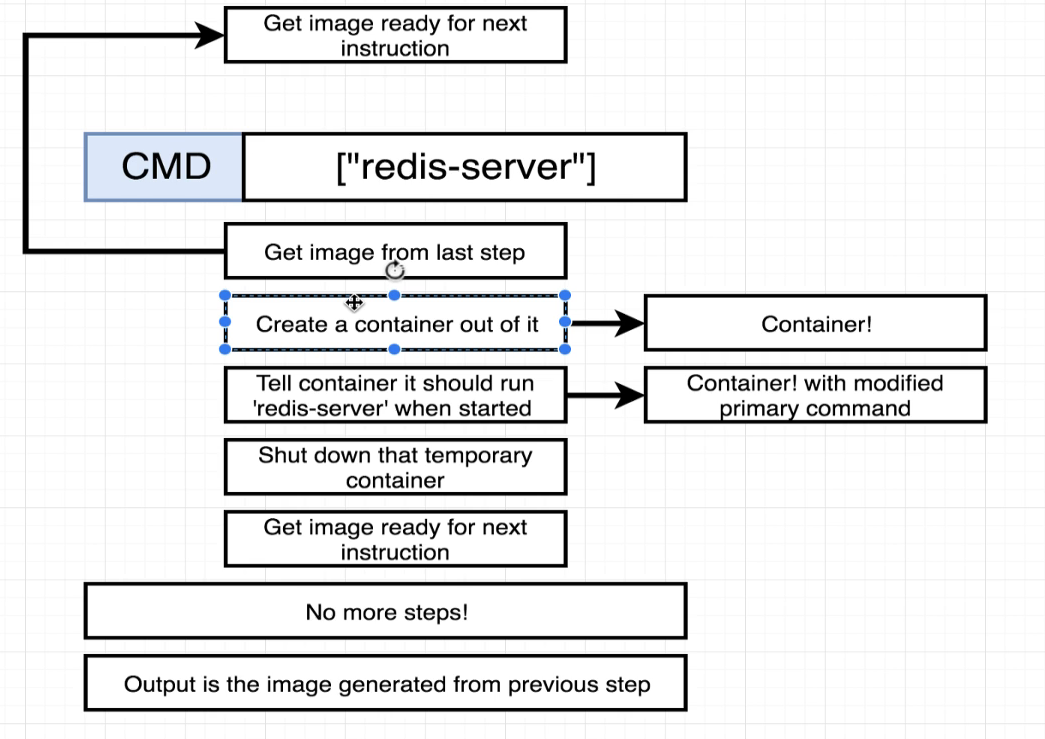 Get image ready for next
instruction
CMD
["redis-server"]
Get image from last step
Create a container out of it
Container!
Tell container it should run
'redis-server' when started
Container! with modified
primary command
Shut down that temporary
container
Get image ready for next
instruction
No more steps!
Output is the image generated from previous step